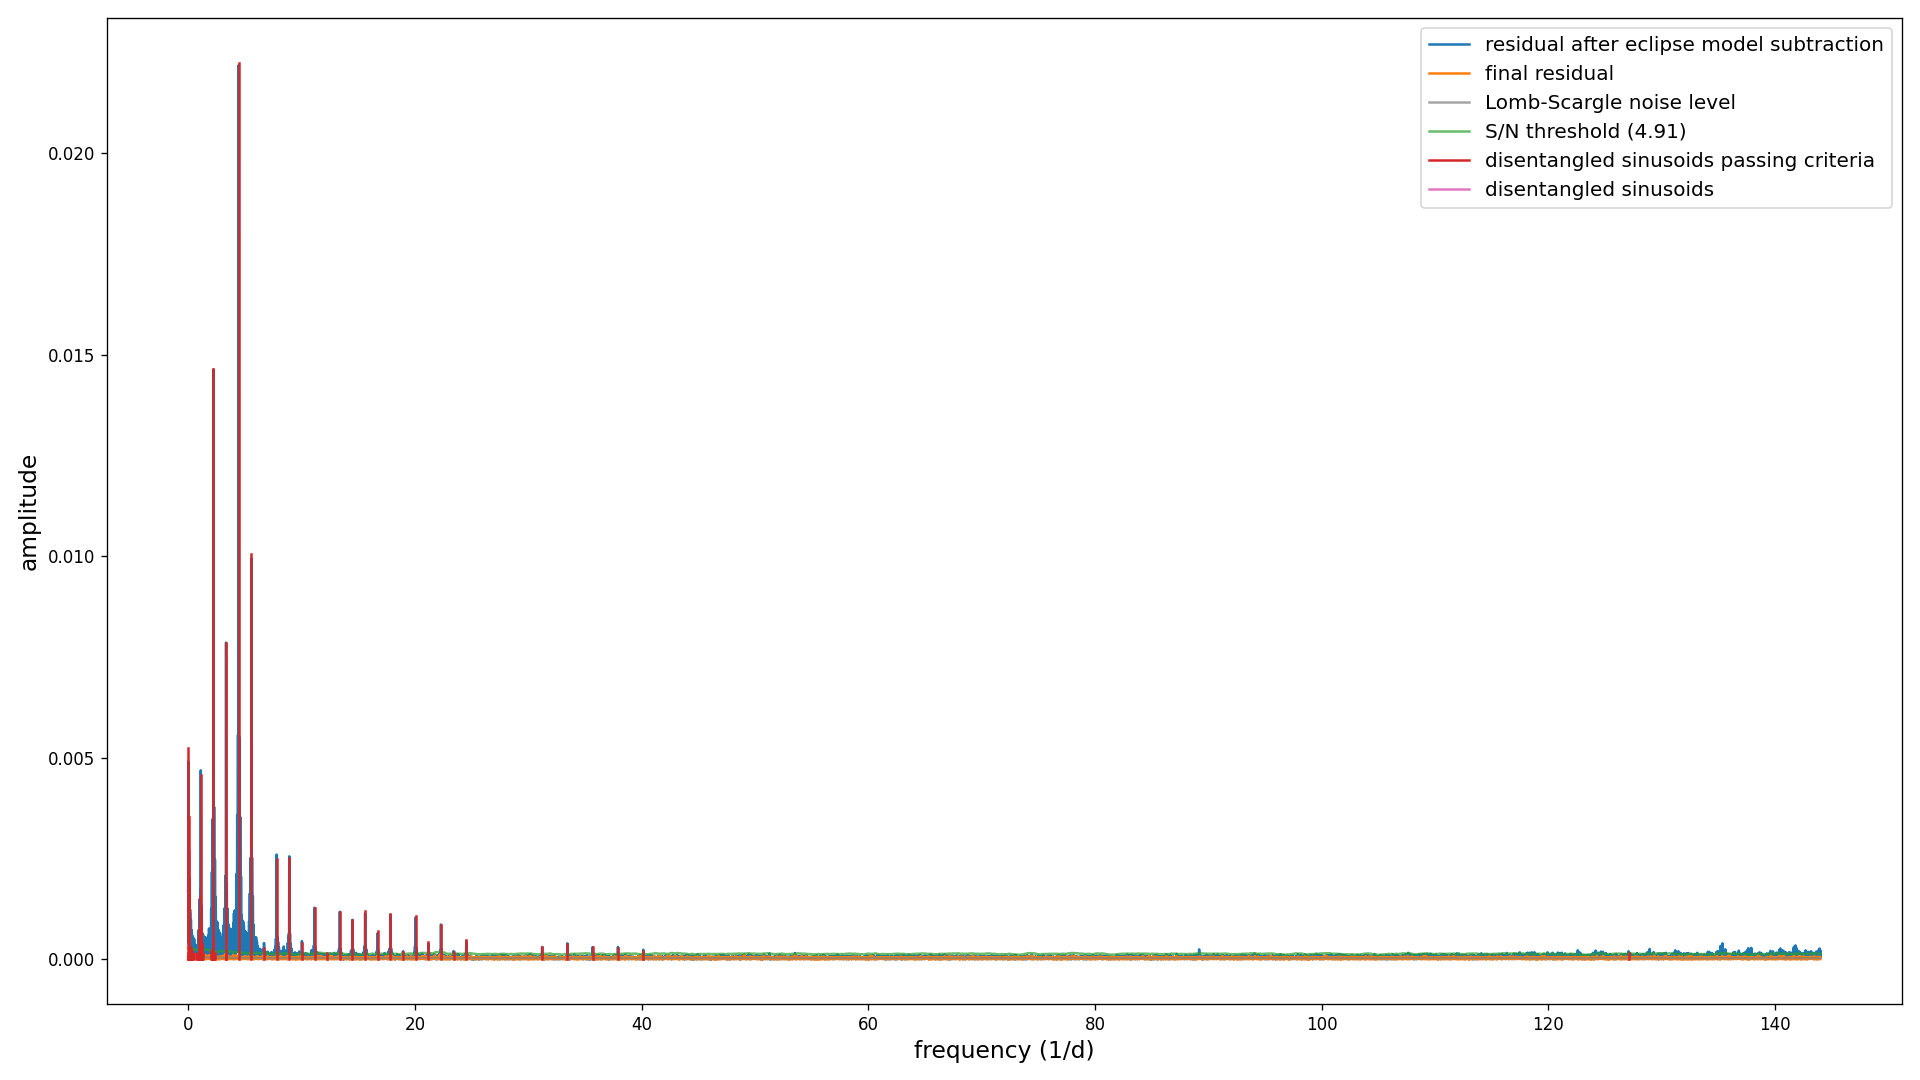 residual after eclipse model subtraction
final residual
Lomb-Scargle noise level
S/N threshold (4.91)
disentangled sinusoids passing criteria
disentangled sinusoids
0.020
0.015
0.010
0.005
0.000
amplitude
0 20 40 60 80 100 120 140
frequency (1/d)